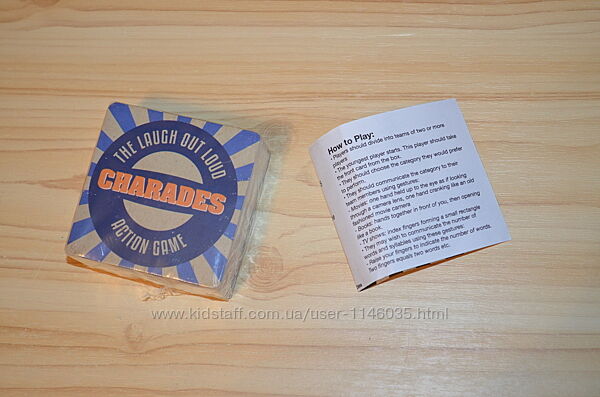 THE LAUGH OUT LOUD
CHARADES
ACTION GAME
How to Play:
- Players should divide into teams of two or more
players
- The youngest player starts. This player should take
the front card from the box.
- They should choose the category they would prefer
to perform.
- They should communicate the category to their
team members using gestures:
- Movies: one hand held up to the eye as if looking
through a camera lens, one hand cranking like an old
fashioned movie camera
- Books: hands together in front of you, then opening
like a book.
- TV shows: index fingers forming a small rectangle
- They may wish to communicate the number of
words and syllables using these gestures:
- Raise your fingers to indicate the number of words.
Two fingers equals two words etc.
www.kidstaff.com.ua/user-1146035.html